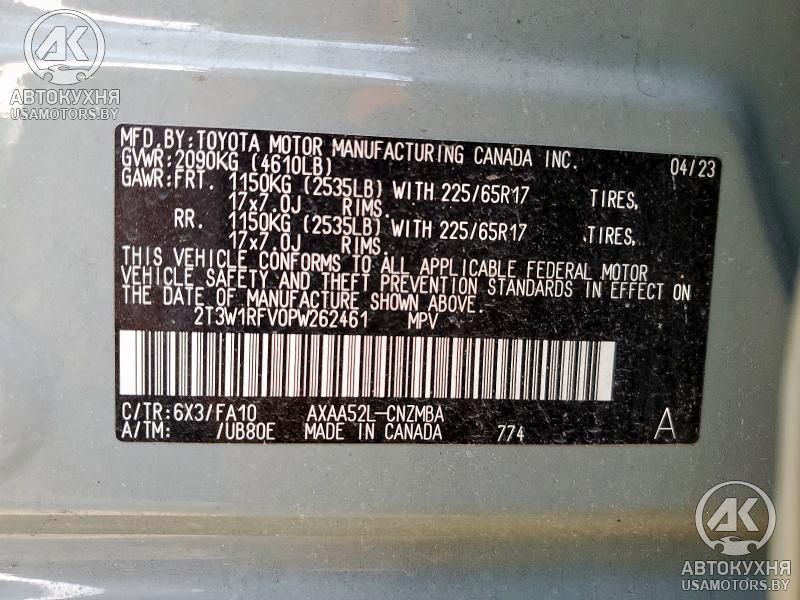 4K
АВТОКУХНЯ
USAMOTORS.BY
MFD. BY: TOYOTA MOTOR MANUFACTURING CANADA INC. 04/23
GVWR: 2090KG (4610LB)
GAWR: FRT. 1150KG (2535LB) WITH 225/65R17 TIRES,
17x7.0J RIMS.
RR. 1150KG (2535LB) WITH 225/65R17 TIRES,
17x7.0J RIMS.
THIS VEHICLE CONFORMS TO ALL APPLICABLE FEDERAL MOTOR
VEHICLE SAFETY AND THEFT PREVENTION STANDARDS IN EFFECT ON
THE DATE OF MANUFACTURE SHOWN ABOVE.
2T3W1RFV0PW262461 MPV
C/TR: 6X3/FA10 AXAA52L-CNZMBA
A/TM: /UB80E MADE IN CANADA 774 A
4K
АВТОКУХНЯ
USAMOTORS.BY